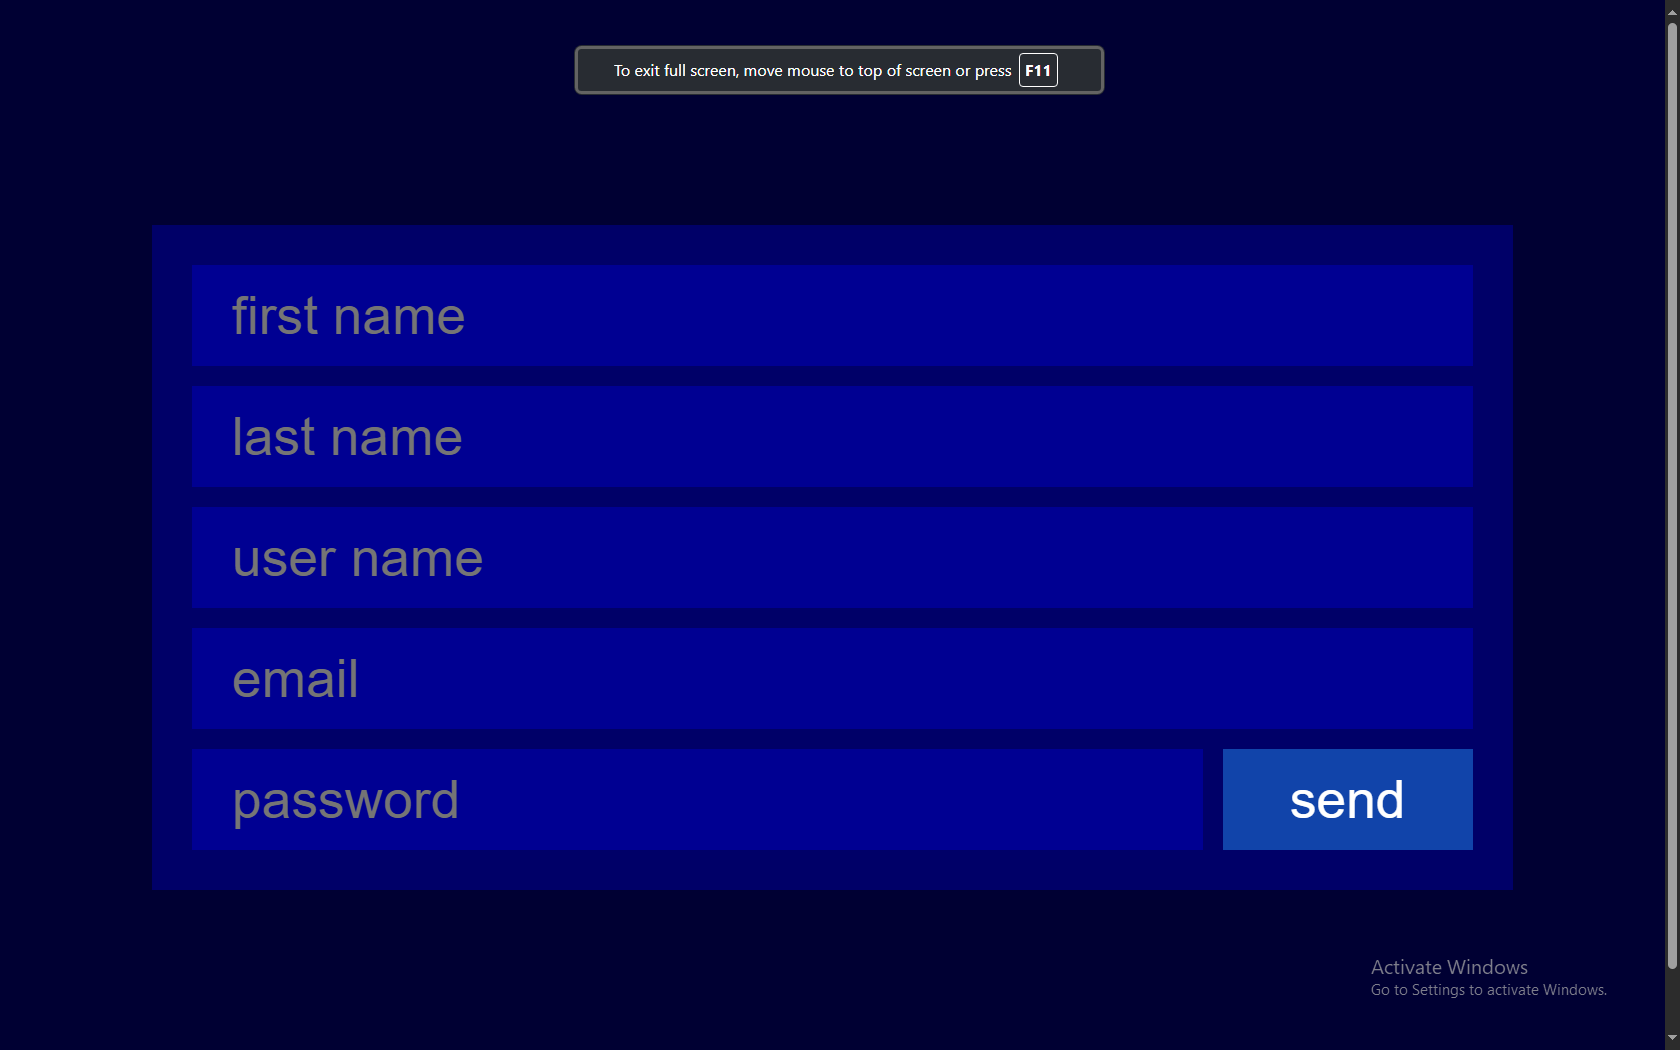 To exit full screen, move mouse to top of screen or press F11
first name
last name
user name
email
password
send
Activate Windows
Go to Settings to activate Windows.